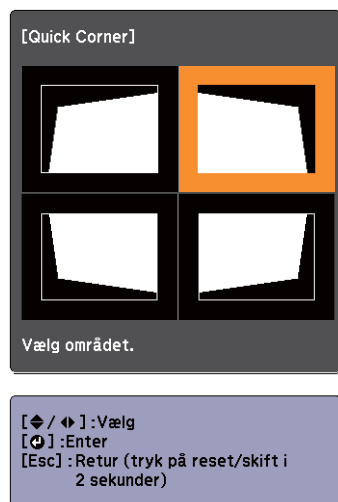 [Quick Corner]
Vælg området.
[ / ] :Vælg
[ ] :Enter
[Esc] :Retur (tryk på reset/skift i
2 sekunder)